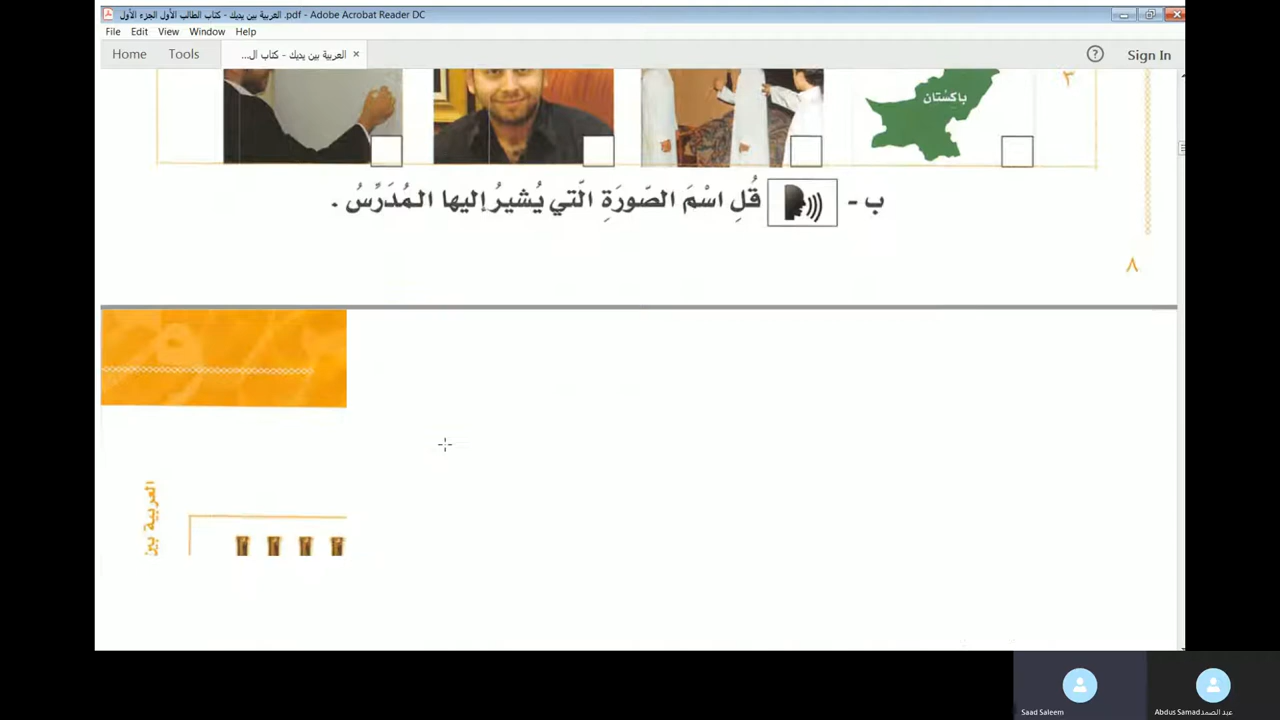 العربية بين يديك - كتاب الطالب الأول الجزء الأول .pdf - Adobe Acrobat Reader DC
File Edit View Window Help
Home Tools العربية بين يديك - كتاب ال... × ? Sign In
باكستان
٣
ب - قُلِ اسْمَ الصّورَةِ الّتي يُشيرُ إليها المُدَرِّسُ .
٨
العربية بين
Saad Saleem
Abdus Samad عبد الصمد